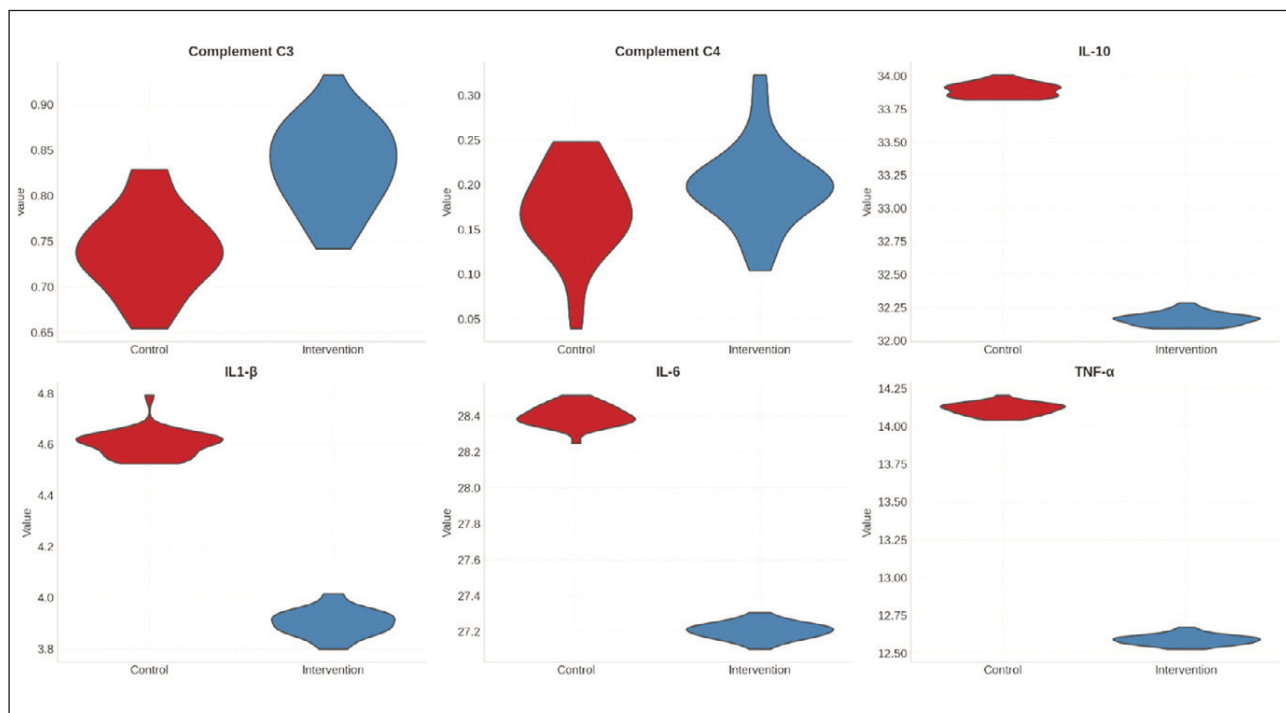 Complement C3
Value
0.90
0.85
0.80
0.75
0.70
0.65
Control
Intervention
Complement C4
Value
0.30
0.25
0.20
0.15
0.10
0.05
Control
Intervention
IL-10
Value
34.00
33.75
33.50
33.25
33.00
32.75
32.50
32.25
32.00
Control
Intervention
IL1-β
Value
4.8
4.6
4.4
4.2
4.0
3.8
Control
Intervention
IL-6
Value
28.4
28.2
28.0
27.8
27.6
27.4
27.2
Control
Intervention
TNF-α
Value
14.25
14.00
13.75
13.50
13.25
13.00
12.75
12.50
Control
Intervention